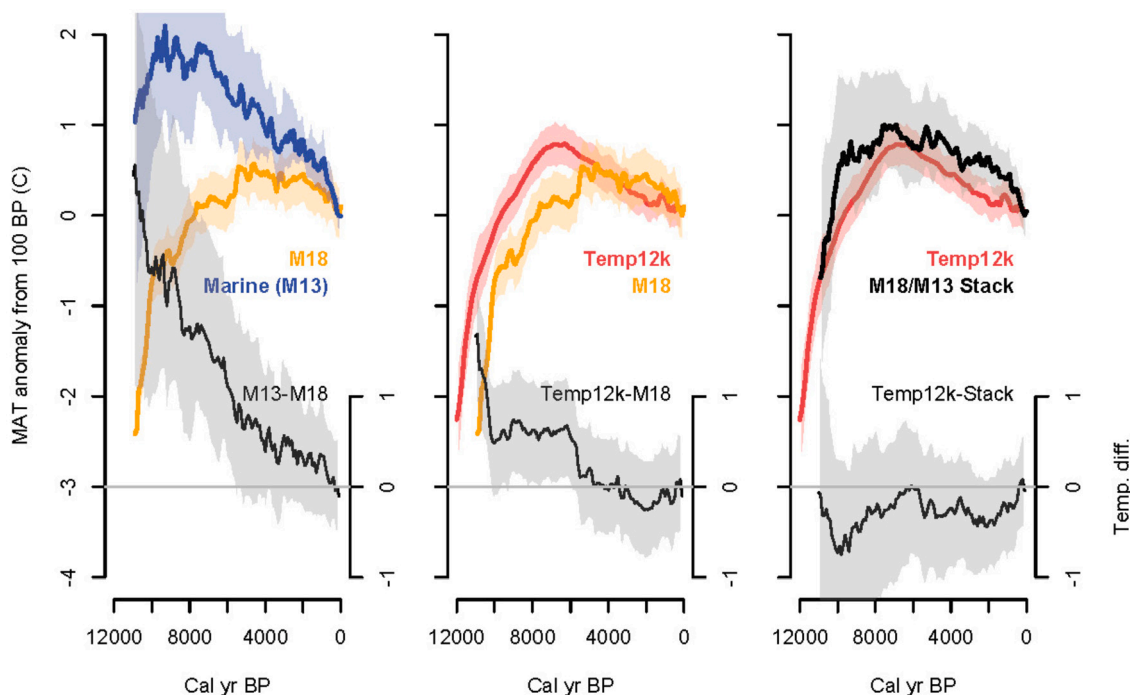 MAT anomaly from 100 BP (C)
2
1
0
-1
-2
-3
-4
M18
Marine (M13)
M13-M18
1
0
-1
12000 8000 4000 0
Cal yr BP
Temp12k
M18
Temp12k-M18
1
0
-1
12000 8000 4000 0
Cal yr BP
Temp12k
M18/M13 Stack
Temp12k-Stack
1
0
-1
Temp. diff.
12000 8000 4000 0
Cal yr BP